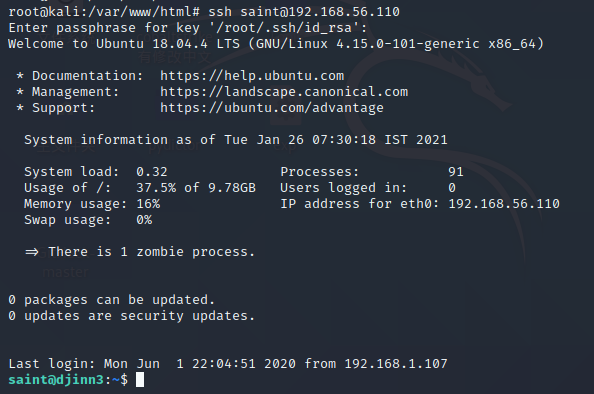 root@kali:/var/www/html# ssh saint@192.168.56.110
Enter passphrase for key '/root/.ssh/id_rsa':
Welcome to Ubuntu 18.04.4 LTS (GNU/Linux 4.15.0-101-generic x86_64)

 * Documentation:  https://help.ubuntu.com
 * Management:     https://landscape.canonical.com
 * Support:        https://ubuntu.com/advantage

  System information as of Tue Jan 26 07:30:18 IST 2021

  System load:  0.32              Processes:           91
  Usage of /:   37.5% of 9.78GB   Users logged in:     0
  Memory usage: 16%               IP address for eth0: 192.168.56.110
  Swap usage:   0%

  => There is 1 zombie process.

0 packages can be updated.
0 updates are security updates.

Last login: Mon Jun  1 22:04:51 2020 from 192.168.1.107
saint@djinn3:~$